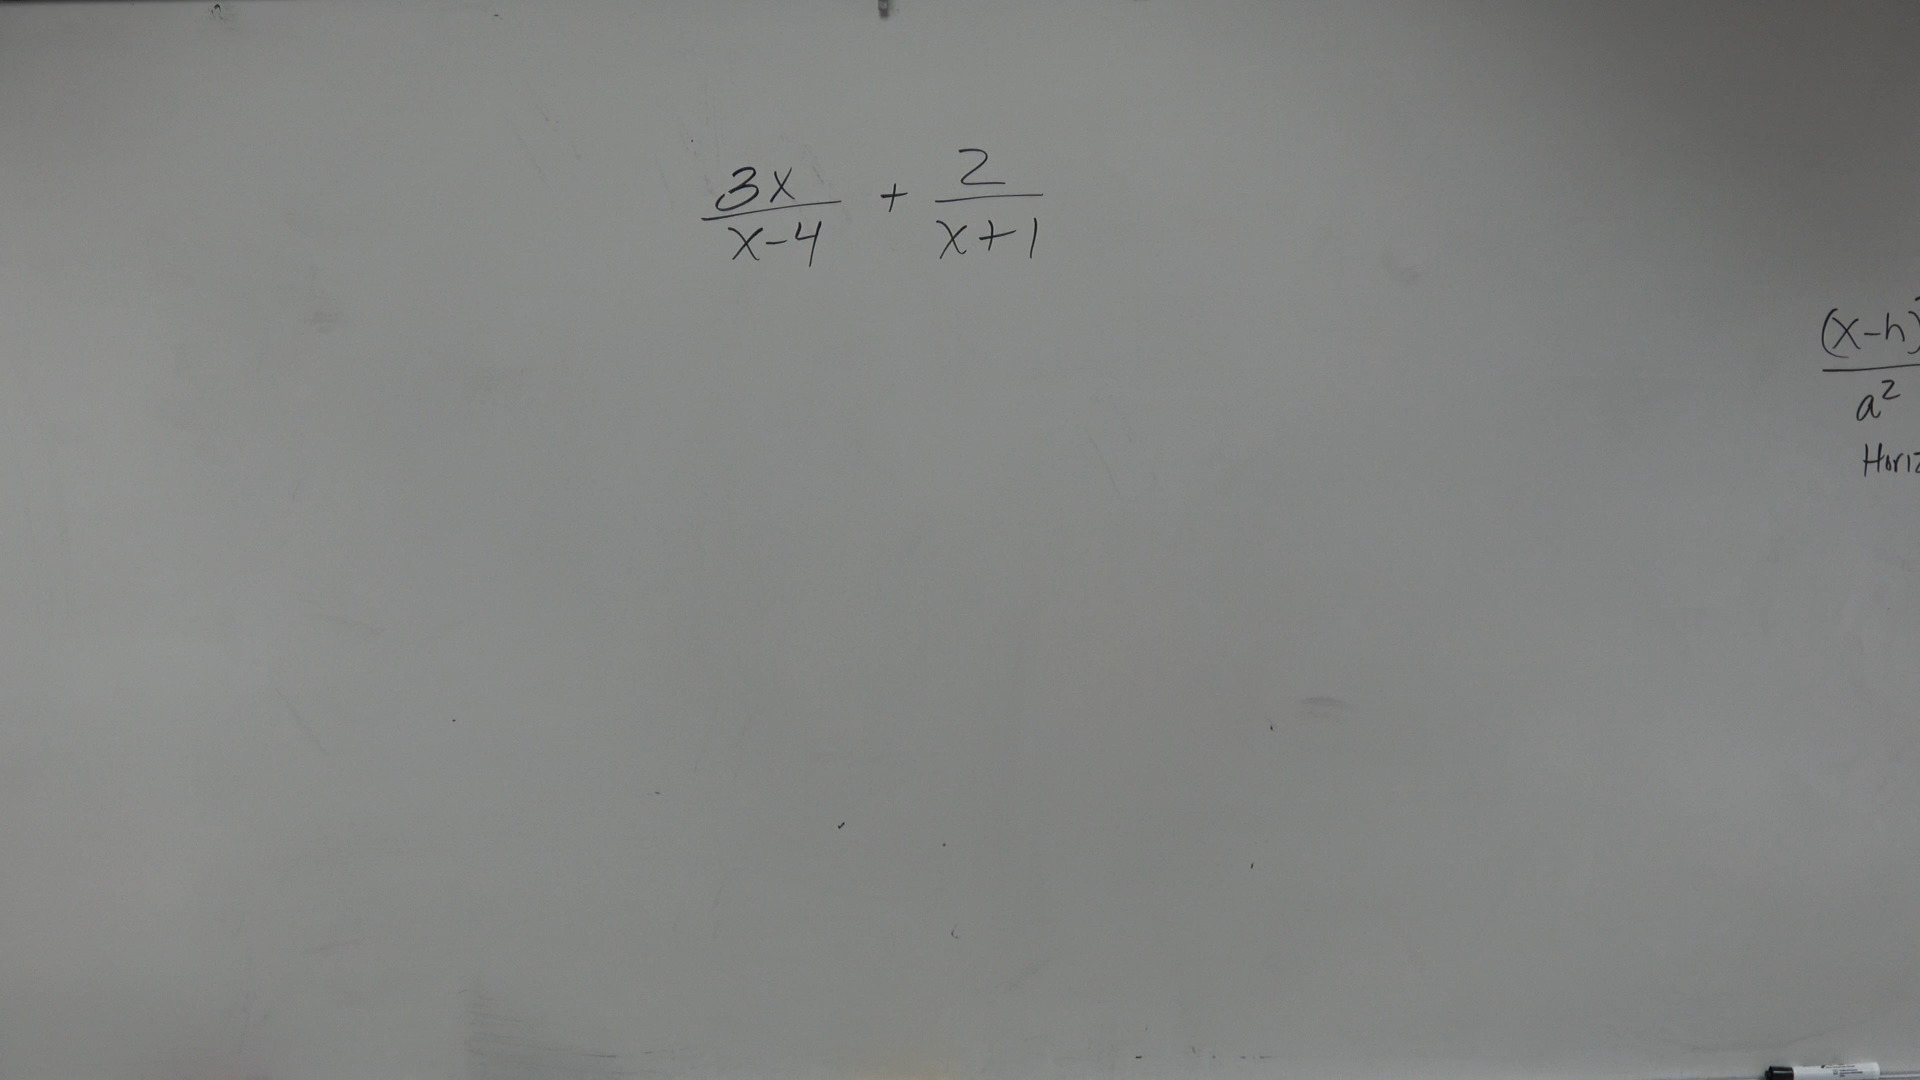 3x/(x-4) + 2/(x+1)
(x-h)
a²